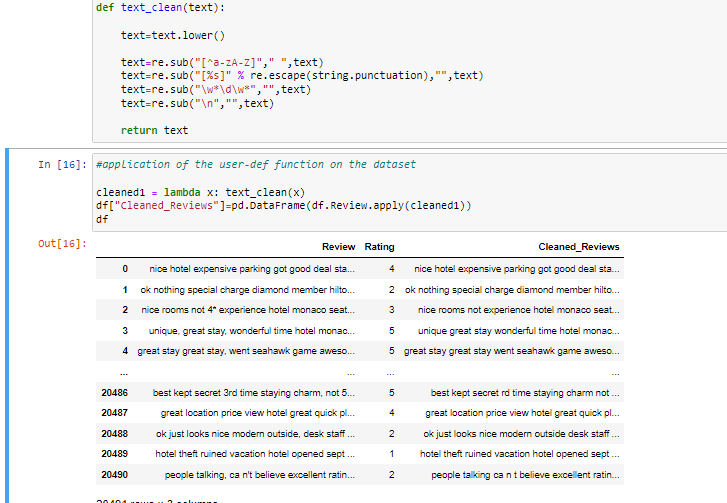 def text_clean(text):
text=text.lower()
text=re.sub("[^a-zA-Z]"," ",text)
text=re.sub("[%s]" % re.escape(string.punctuation),"",text)
text=re.sub("\w*\d\w*","",text)
text=re.sub("\n","",text)
return text
In [16]: #application of the user-def function on the dataset
cleaned1 = lambda x: text_clean(x)
df["Cleaned_Reviews"]=pd.DataFrame(df.Review.apply(cleaned1))
df
Out[16]:
Review Rating Cleaned_Reviews
0 nice hotel expensive parking got good deal sta... 4 nice hotel expensive parking got good deal sta...
1 ok nothing special charge diamond member hilto... 2 ok nothing special charge diamond member hilto...
2 nice rooms not 4* experience hotel monaco seat... 3 nice rooms not experience hotel monaco seat...
3 unique, great stay, wonderful time hotel monac... 5 unique great stay wonderful time hotel monac...
4 great stay great stay, went seahawk game aweso... 5 great stay great stay went seahawk game aweso...
... ... ... ...
20486 best kept secret 3rd time staying charm, not 5... 5 best kept secret rd time staying charm not ...
20487 great location price view hotel great quick pl... 4 great location price view hotel great quick pl...
20488 ok just looks nice modern outside, desk staff ... 2 ok just looks nice modern outside desk staff ...
20489 hotel theft ruined vacation hotel opened sept ... 1 hotel theft ruined vacation hotel opened sept ...
20490 people talking, ca n't believe excellent ratin... 2 people talking ca n t believe excellent ratin...
20491 rows x 3 columns